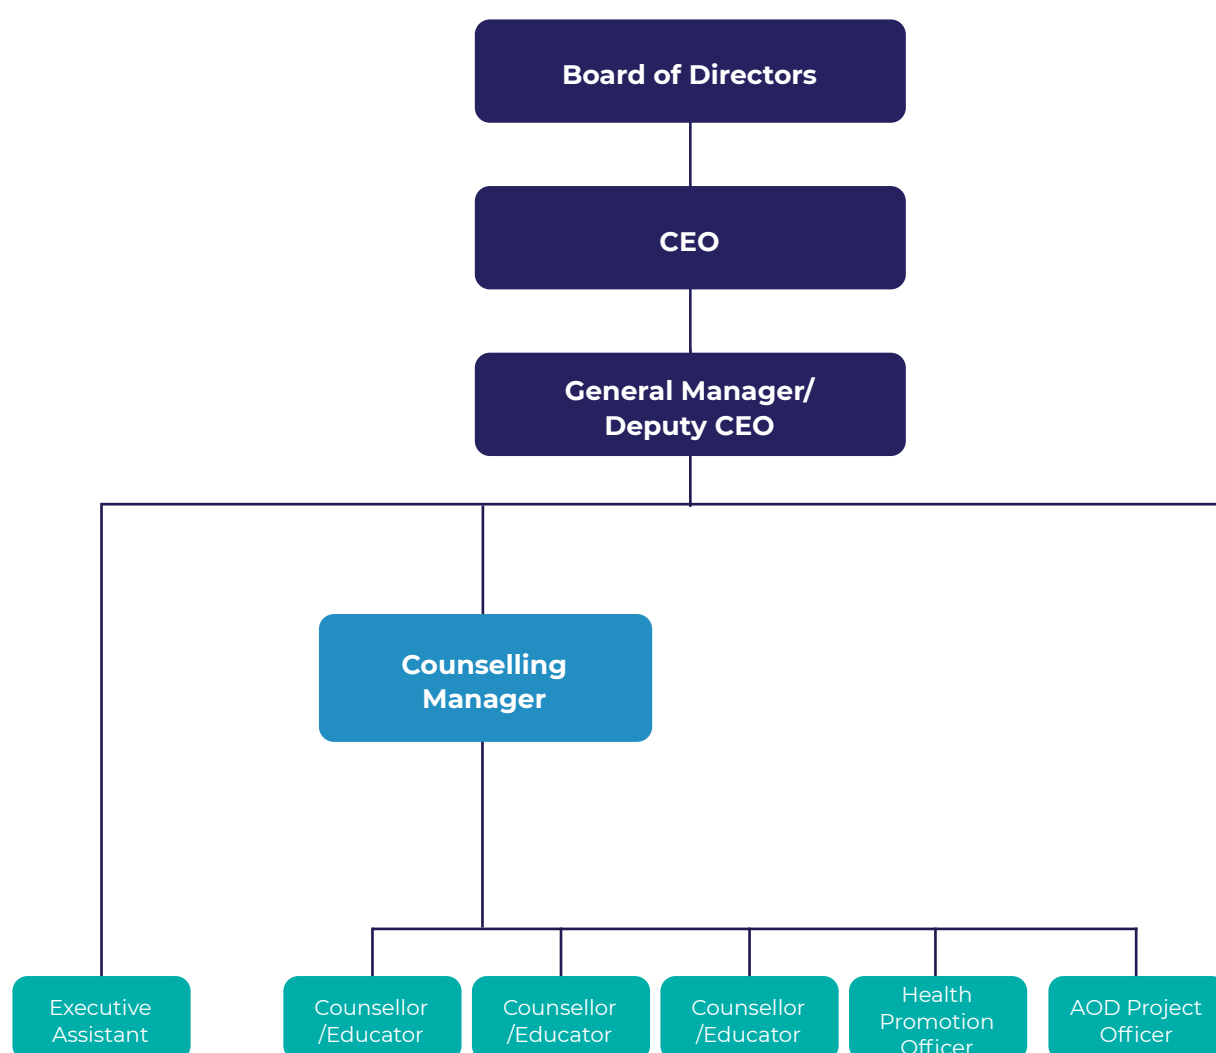 Board of Directors
CEO
General Manager/
Deputy CEO
Counselling
Manager
Executive
Assistant
Counsellor
/Educator
Counsellor
/Educator
Counsellor
/Educator
Health
Promotion
Officer
AOD Project
Officer